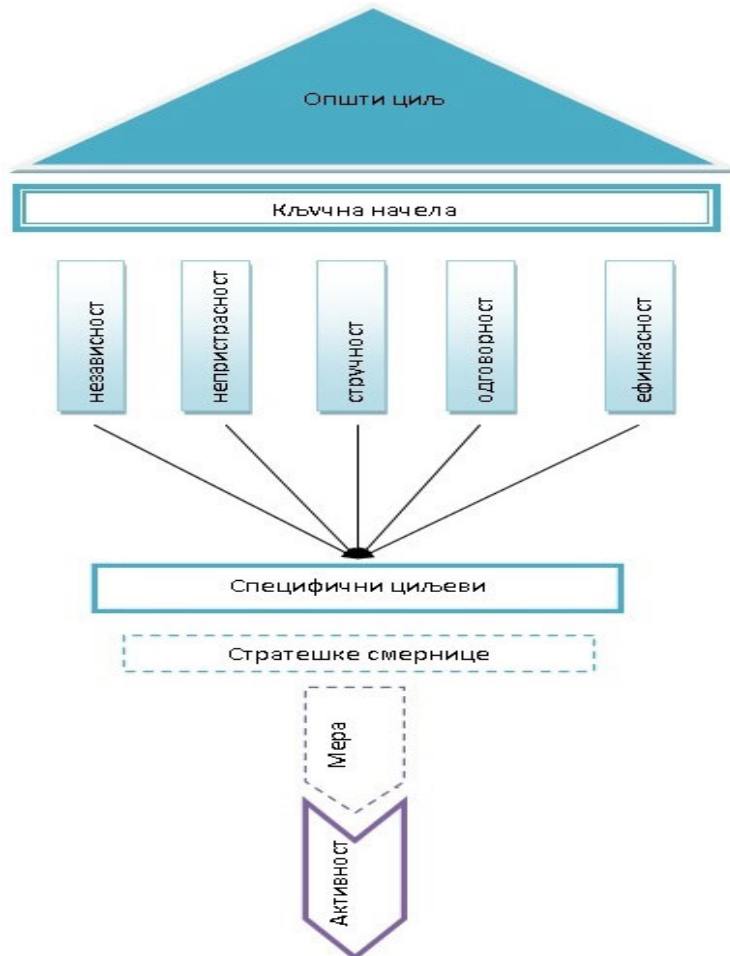 Општи циљ
Кључна начела
независност
непристрасност
стручност
одговорност
ефинкасност
Специфични циљеви
Стратешке смернице
Мера
Активност